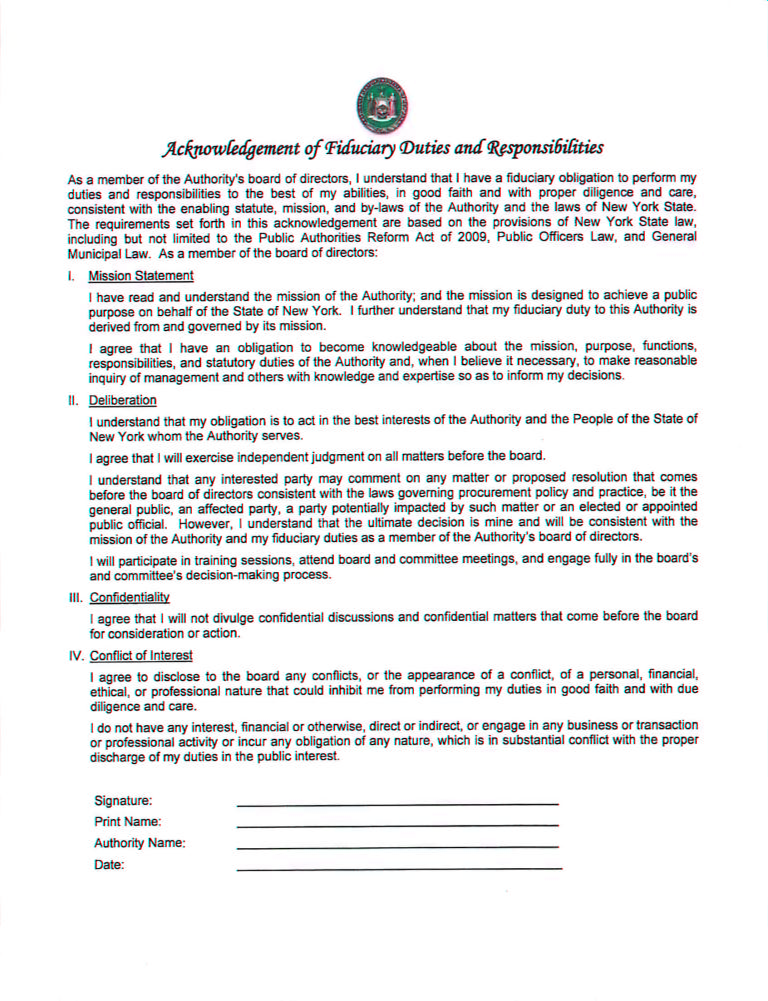 Acknowledgement of Fiduciary Duties and Responsibilities
As a member of the Authority's board of directors, I understand that I have a fiduciary obligation to perform my
duties and responsibilities to the best of my abilities, in good faith and with proper diligence and care,
consistent with the enabling statute, mission, and by-laws of the Authority and the laws of New York State.
The requirements set forth in this acknowledgement are based on the provisions of New York State law,
including but not limited to the Public Authorities Reform Act of 2009, Public Officers Law, and General
Municipal Law. As a member of the board of directors:
I. Mission Statement
I have read and understand the mission of the Authority; and the mission is designed to achieve a public
purpose on behalf of the State of New York. I further understand that my fiduciary duty to this Authority is
derived from and governed by its mission.
I agree that I have an obligation to become knowledgeable about the mission, purpose, functions,
responsibilities, and statutory duties of the Authority and, when I believe it necessary, to make reasonable
inquiry of management and others with knowledge and expertise so as to inform my decisions.
II. Deliberation
I understand that my obligation is to act in the best interests of the Authority and the People of the State of
New York whom the Authority serves.
I agree that I will exercise independent judgment on all matters before the board.
I understand that any interested party may comment on any matter or proposed resolution that comes
before the board of directors consistent with the laws governing procurement policy and practice, be it the
general public, an affected party, a party potentially impacted by such matter or an elected or appointed
public official. However, I understand that the ultimate decision is mine and will be consistent with the
mission of the Authority and my fiduciary duties as a member of the Authority's board of directors.
I will participate in training sessions, attend board and committee meetings, and engage fully in the board's
and committee's decision-making process.
III. Confidentiality
I agree that I will not divulge confidential discussions and confidential matters that come before the board
for consideration or action.
IV. Conflict of Interest
I agree to disclose to the board any conflicts, or the appearance of a conflict, of a personal, financial,
ethical, or professional nature that could inhibit me from performing my duties in good faith and with due
diligence and care.
I do not have any interest, financial or otherwise, direct or indirect, or engage in any business or transaction
or professional activity or incur any obligation of any nature, which is in substantial conflict with the proper
discharge of my duties in the public interest.
Signature:
Print Name:
Authority Name:
Date: